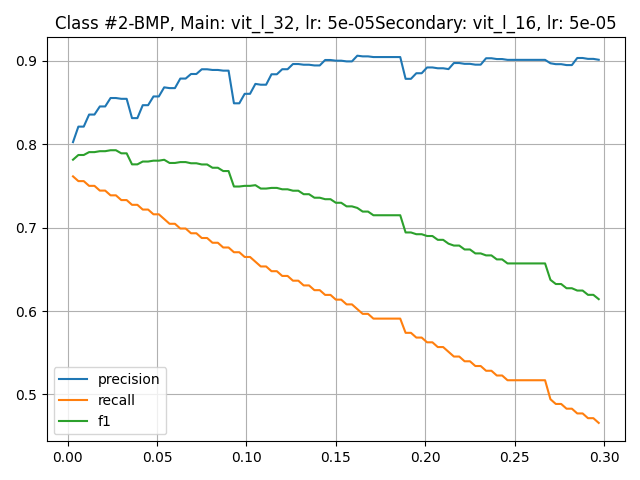 Class #2-BMP, Main: vit_l_32, lr: 5e-05Secondary: vit_l_16, lr: 5e-05
0.9
0.8
0.7
0.6
0.5
precision
recall
f1
0.00 0.05 0.10 0.15 0.20 0.25 0.30